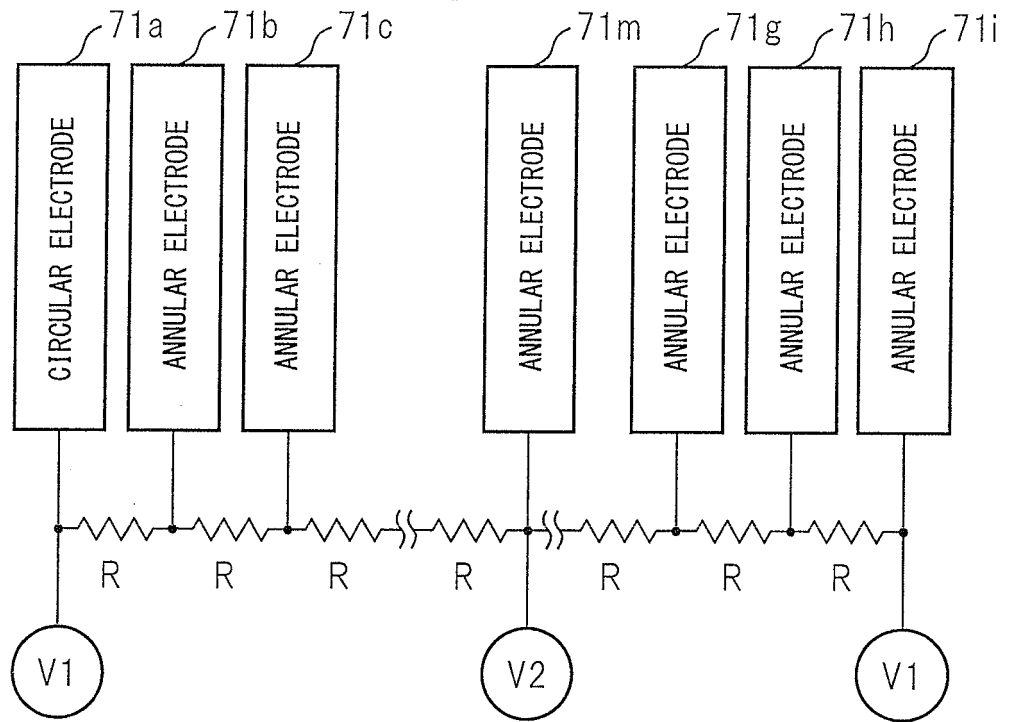 71a 71b 71c 71m 71g 71h 71i
CIRCULAR ELECTRODE
ANNULAR ELECTRODE
ANNULAR ELECTRODE
ANNULAR ELECTRODE
ANNULAR ELECTRODE
ANNULAR ELECTRODE
ANNULAR ELECTRODE
R R R R R R R
V1 V2 V1